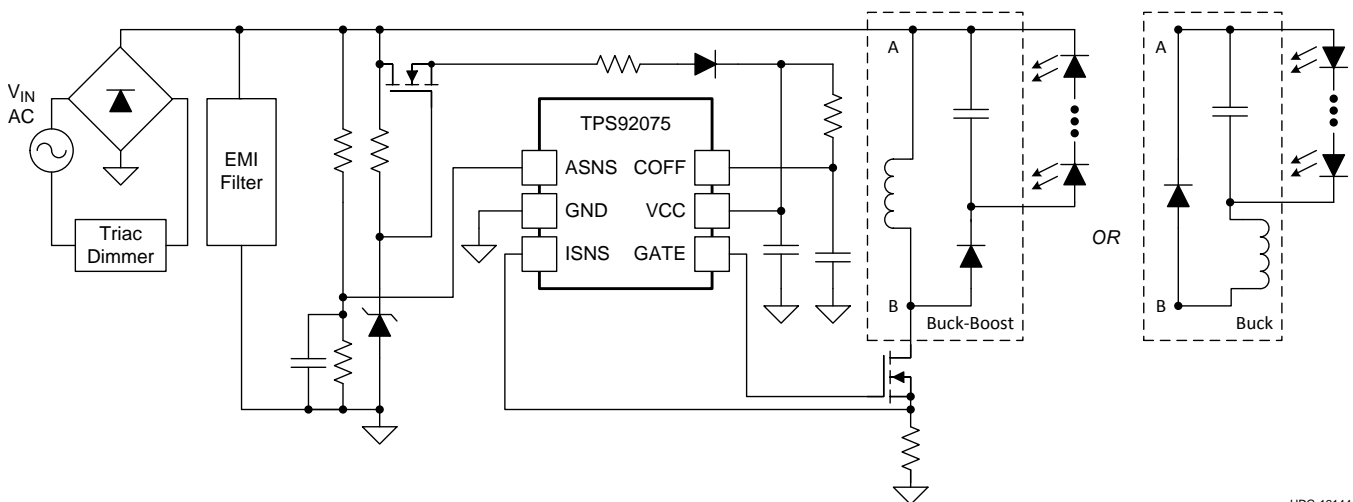 V_IN
AC
Triac
Dimmer
EMI
Filter
TPS92075
ASNS
GND
ISNS
COFF
VCC
GATE
A
B
Buck-Boost
OR
A
B
Buck